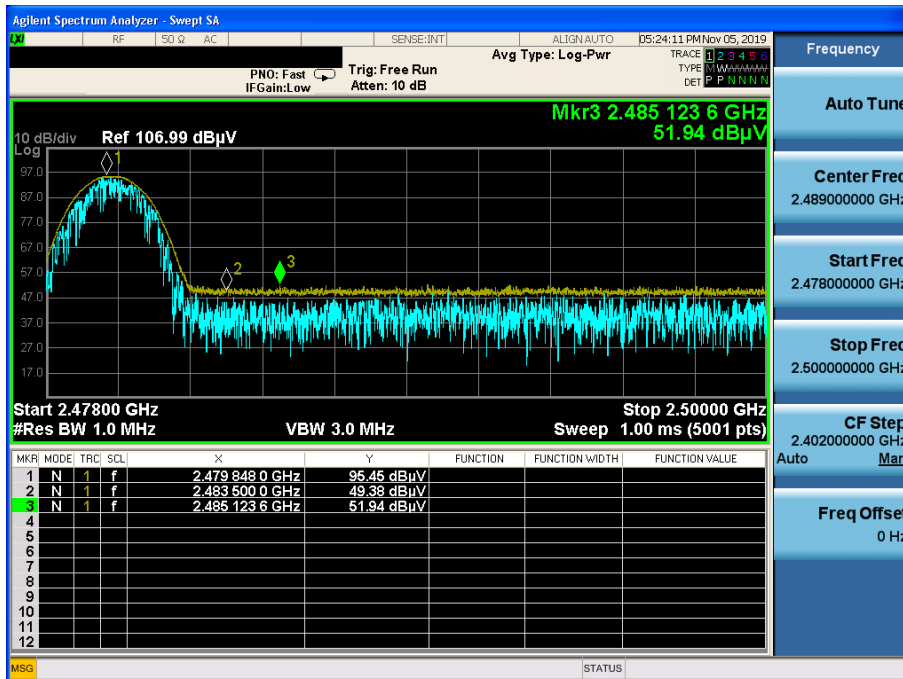 Agilent Spectrum Analyzer - Swept SA
LXI RF 50 Ω AC SENSE:INT ALIGN AUTO 05:24:11 PM Nov 05, 2019
Avg Type: Log-Pwr TRACE 1 2 3 4 5 6
PNO: Fast Trig: Free Run TYPE M W W W W W
IFGain:Low Atten: 10 dB DET P P N N N N
Mkr3 2.485 123 6 GHz
51.94 dBµV
10 dB/div Ref 106.99 dBµV
Log
97.0
87.0
77.0
67.0
57.0
47.0
37.0
27.0
17.0
1
2
3
Start 2.47800 GHz Stop 2.50000 GHz
#Res BW 1.0 MHz VBW 3.0 MHz Sweep 1.00 ms (5001 pts)
MKR MODE TRC SCL X Y FUNCTION FUNCTION WIDTH FUNCTION VALUE
1 N 1 f 2.479 848 0 GHz 95.45 dBµV
2 N 1 f 2.483 500 0 GHz 49.38 dBµV
3 N 1 f 2.485 123 6 GHz 51.94 dBµV
4
5
6
7
8
9
10
11
12
MSG STATUS
Frequency
Auto Tune
Center Freq
2.489000000 GHz
Start Freq
2.478000000 GHz
Stop Freq
2.500000000 GHz
CF Step
2.402000000 GHz
Auto Man
Freq Offset
0 Hz